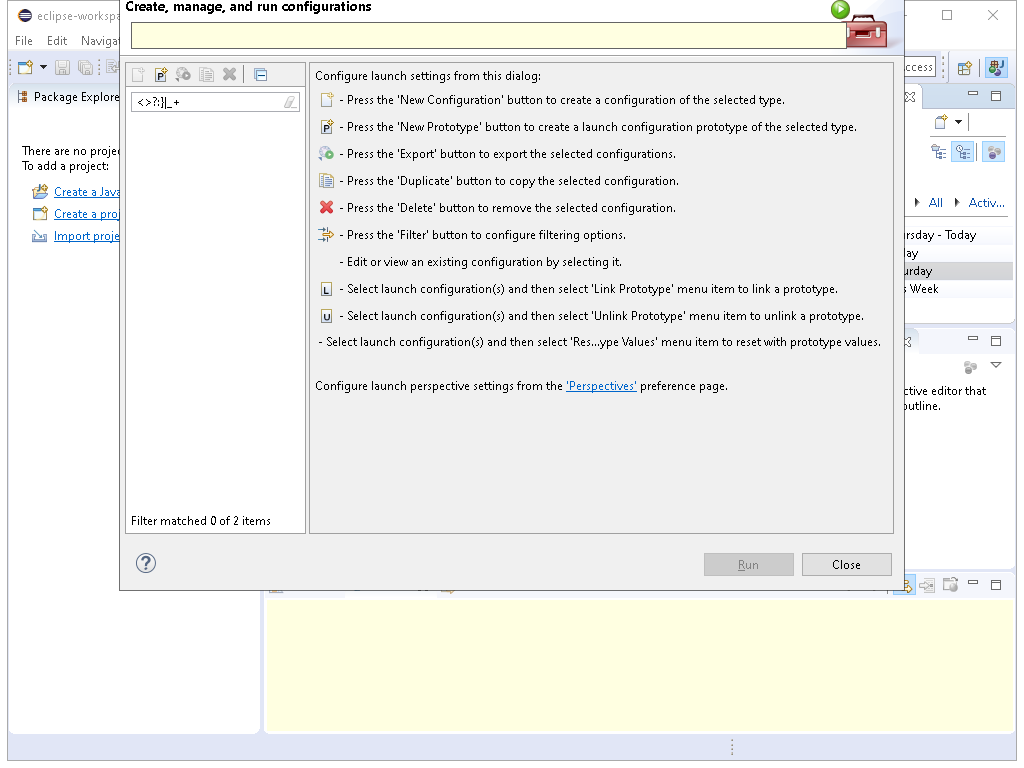 eclipse-workspa
Create, manage, and run configurations
File Edit Navigat
ccess
Package Explore
<>?:}|_+
There are no projec
To add a project:
Create a Java
Create a proj
Import proje
Filter matched 0 of 2 items
Configure launch settings from this dialog:
- Press the 'New Configuration' button to create a configuration of the selected type.
P - Press the 'New Prototype' button to create a launch configuration prototype of the selected type.
- Press the 'Export' button to export the selected configurations.
- Press the 'Duplicate' button to copy the selected configuration.
- Press the 'Delete' button to remove the selected configuration.
- Press the 'Filter' button to configure filtering options.
- Edit or view an existing configuration by selecting it.
L - Select launch configuration(s) and then select 'Link Prototype' menu item to link a prototype.
U - Select launch configuration(s) and then select 'Unlink Prototype' menu item to unlink a prototype.
- Select launch configuration(s) and then select 'Res...ype Values' menu item to reset with prototype values.
Configure launch perspective settings from the 'Perspectives' preference page.
? Run Close
All Activ...
rsday - Today
lay
urday
s Week
ctive editor that
outline.